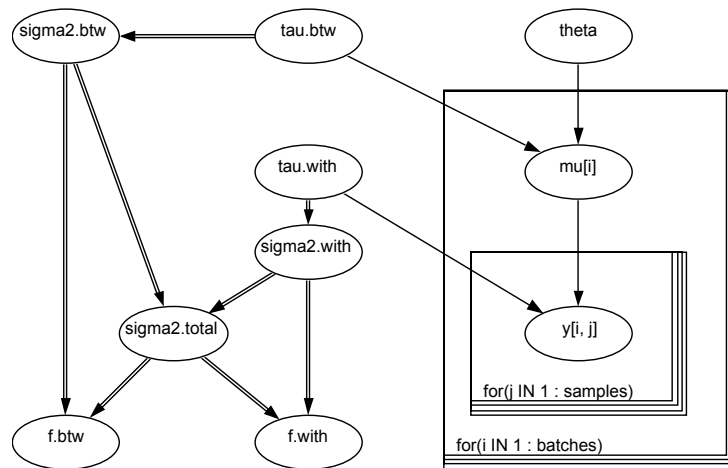 sigma2.btw
tau.btw
theta
tau.with
mu[i]
sigma2.with
sigma2.total
y[i, j]
for(j IN 1 : samples)
f.btw
f.with
for(i IN 1 : batches)